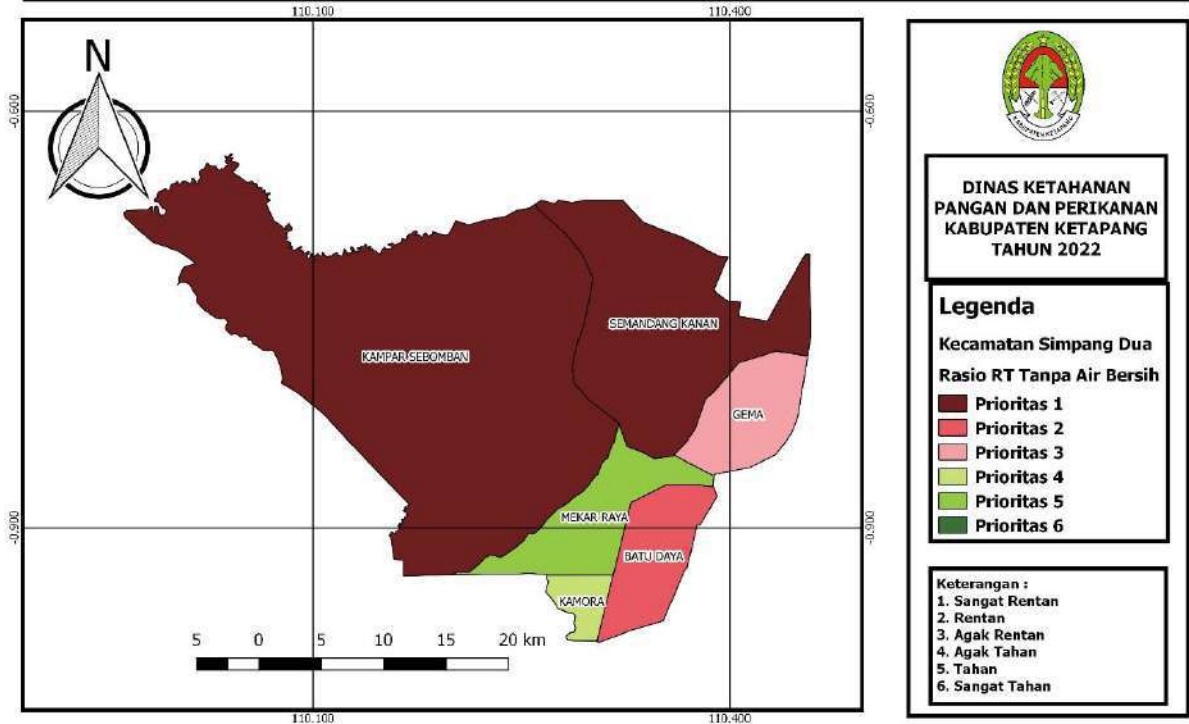 110.100
110.400
-0.600
-0.600
N
SEMANDANG KANAN
KAMPAR SEBOMBAN
GEMA
MEKAR RAYA
-0.900
-0.900
BATU DAYA
KAMORA
5 0 5 10 15 20 km
110.100
110.400
KABUPATEN KETAPANG
DINAS KETAHANAN
PANGAN DAN PERIKANAN
KABUPATEN KETAPANG
TAHUN 2022
Legenda
Kecamatan Simpang Dua
Rasio RT Tanpa Air Bersih
Prioritas 1
Prioritas 2
Prioritas 3
Prioritas 4
Prioritas 5
Prioritas 6
Keterangan :
1. Sangat Rentan
2. Rentan
3. Agak Rentan
4. Agak Tahan
5. Tahan
6. Sangat Tahan